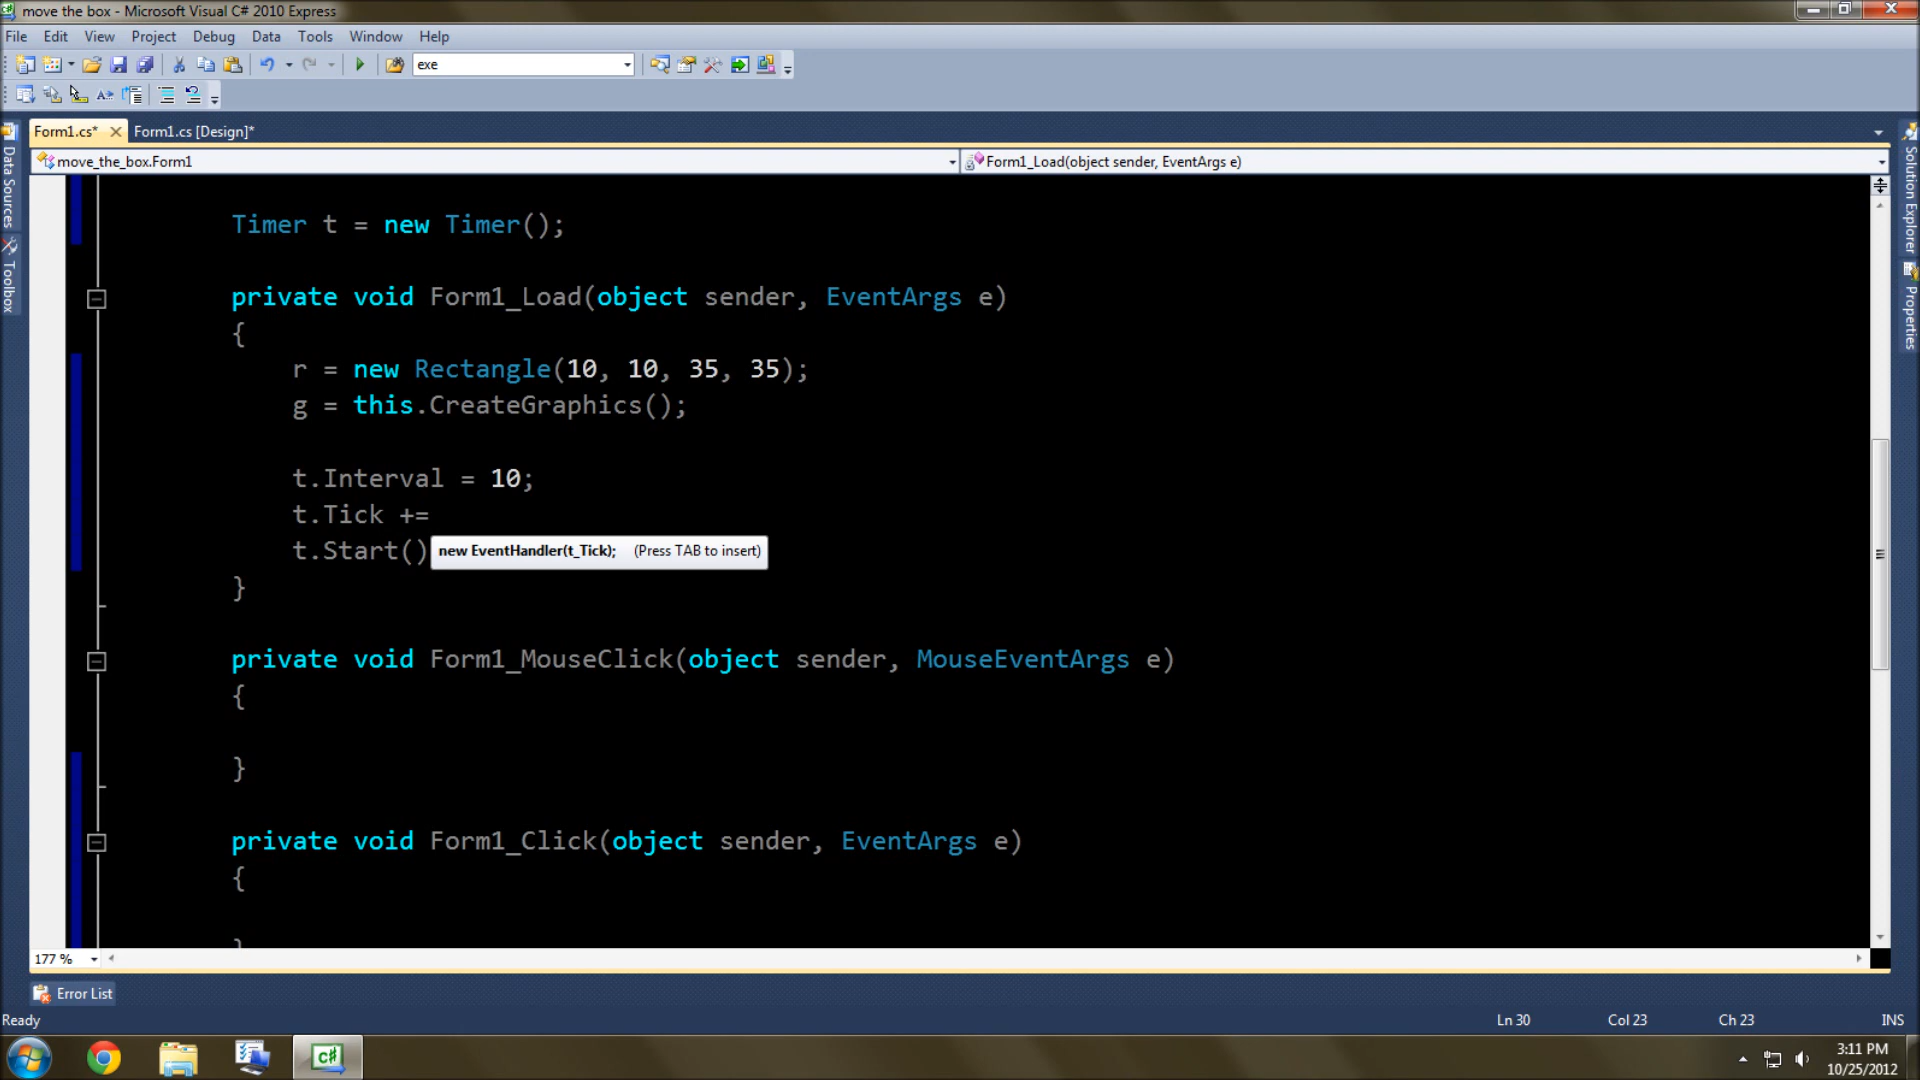 move the box - Microsoft Visual C# 2010 Express
File Edit View Project Debug Data Tools Window Help
exe
Form1.cs* Form1.cs [Design]*
move_the_box.Form1 Form1_Load(object sender, EventArgs e)
Data Sources
Toolbox
Solution Explorer
Properties
Timer t = new Timer();
private void Form1_Load(object sender, EventArgs e)
{
r = new Rectangle(10, 10, 35, 35);
g = this.CreateGraphics();
t.Interval = 10;
t.Tick +=
t.Start() new EventHandler(t_Tick); (Press TAB to insert)
}
private void Form1_MouseClick(object sender, MouseEventArgs e)
{
}
private void Form1_Click(object sender, EventArgs e)
{
}
177 %
Error List
Ready Ln 30 Col 23 Ch 23 INS
C#
3:11 PM
10/25/2012